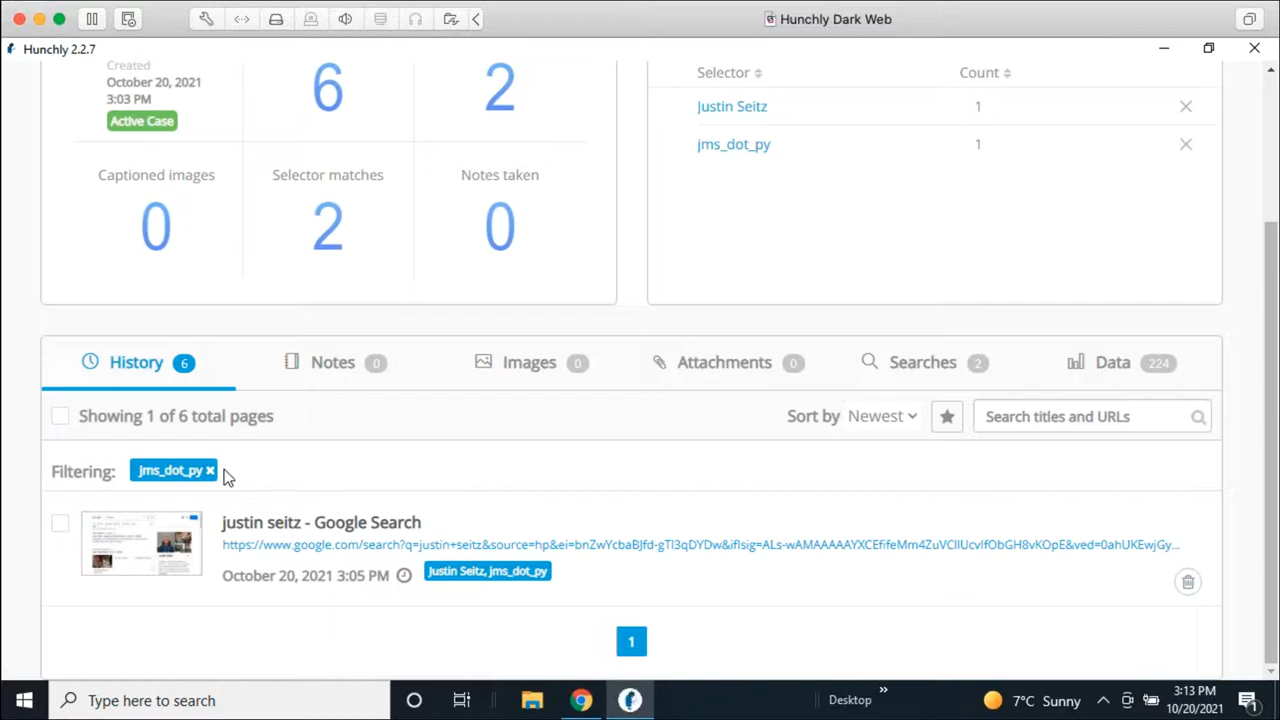 Hunchly Dark Web
Hunchly 2.2.7
Created
October 20, 2021
3:03 PM
Active Case
6
2
Captioned images
Selector matches
Notes taken
0
2
0
Selector
Count
Justin Seitz
1
jms_dot_py
1
History 6
Notes 0
Images 0
Attachments 0
Searches 2
Data 224
Showing 1 of 6 total pages
Sort by Newest
Search titles and URLs
Filtering: jms_dot_py
justin seitz - Google Search
October 20, 2021 3:05 PM
Justin Seitz, jms_dot_py
1
Type here to search
Desktop
7°C Sunny
3:13 PM
10/20/2021
1